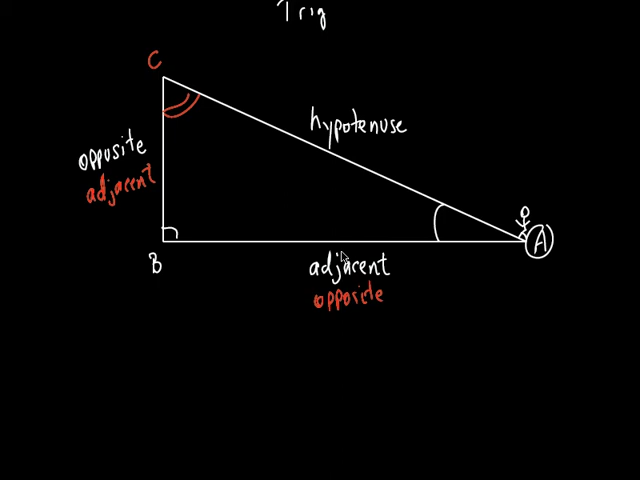 Trig
C
hypotenuse
opposite
adjacent
A
B
adjacent
opposite